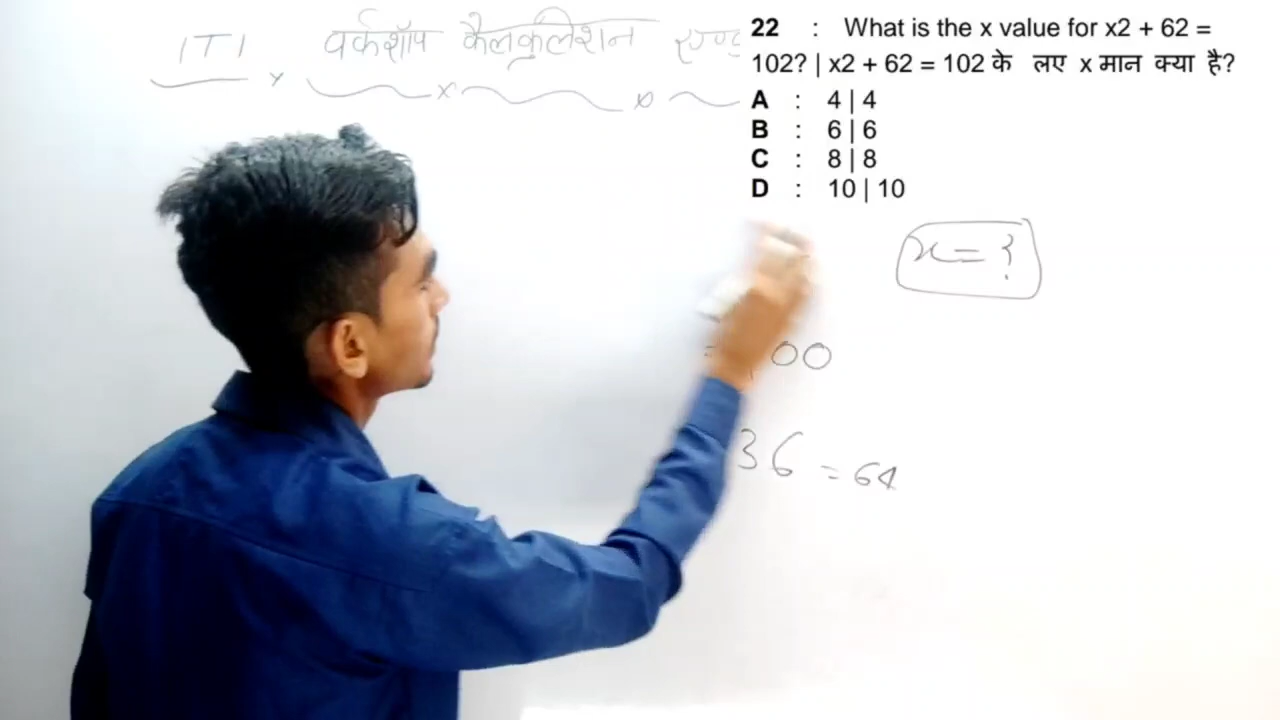 ITI वर्कशॉप कैलकुलेशन
22 : What is the x value for x2 + 62 =
102? | x2 + 62 = 102 के लए x मान क्या है?
A : 4 | 4
B : 6 | 6
C : 8 | 8
D : 10 | 10
x = ?
= 100
36 = 64